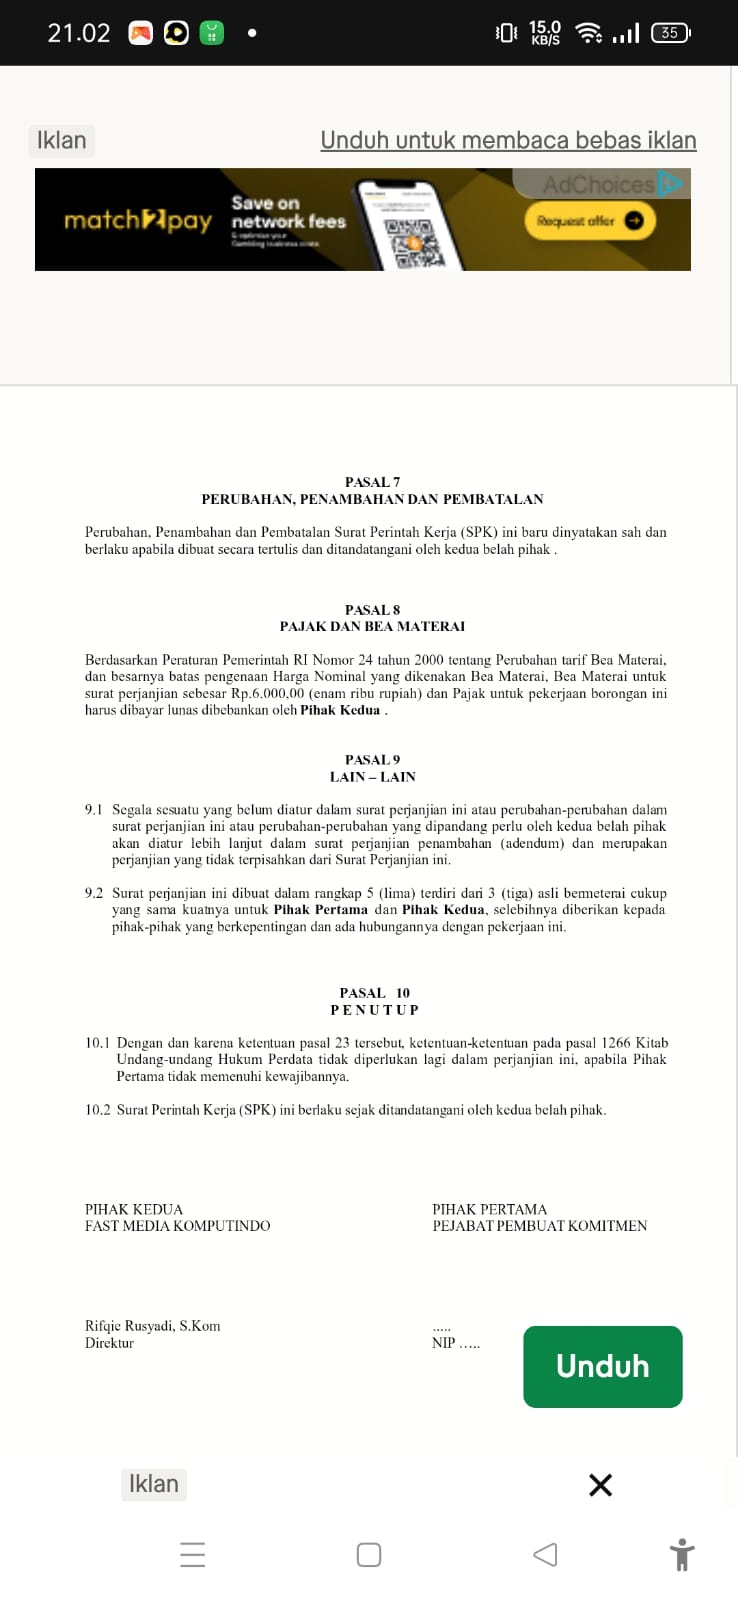 21.02
15.0
KB/S
35
Iklan
Unduh untuk membaca bebas iklan
AdChoices
match2pay
Save on
network fees
Request offer
PASAL 7
PERUBAHAN, PENAMBAHAN DAN PEMBATALAN
Perubahan, Penambahan dan Pembatalan Surat Perintah Kerja (SPK) ini baru dinyatakan sah dan
berlaku apabila dibuat secara tertulis dan ditandatangani oleh kedua belah pihak .
PASAL 8
PAJAK DAN BEA MATERAI
Berdasarkan Peraturan Pemerintah RI Nomor 24 tahun 2000 tentang Perubahan tarif Bea Materai,
dan besarnya batas pengenaan Harga Nominal yang dikenakan Bea Materai, Bea Materai untuk
surat perjanjian sebesar Rp.6.000,00 (enam ribu rupiah) dan Pajak untuk pekerjaan borongan ini
harus dibayar lunas dibebankan oleh Pihak Kedua .
PASAL 9
LAIN – LAIN
9.1 Segala sesuatu yang belum diatur dalam surat perjanjian ini atau perubahan-perubahan dalam
surat perjanjian ini atau perubahan-perubahan yang dipandang perlu oleh kedua belah pihak
akan diatur lebih lanjut dalam surat perjanjian penambahan (adendum) dan merupakan
perjanjian yang tidak terpisahkan dari Surat Perjanjian ini.
9.2 Surat perjanjian ini dibuat dalam rangkap 5 (lima) terdiri dari 3 (tiga) asli bermeterai cukup
yang sama kuatnya untuk Pihak Pertama dan Pihak Kedua, selebihnya diberikan kepada
pihak-pihak yang berkepentingan dan ada hubungannya dengan pekerjaan ini.
PASAL 10
P E N U T U P
10.1 Dengan dan karena ketentuan pasal 23 tersebut, ketentuan-ketentuan pada pasal 1266 Kitab
Undang-undang Hukum Perdata tidak diperlukan lagi dalam perjanjian ini, apabila Pihak
Pertama tidak memenuhi kewajibannya.
10.2 Surat Perintah Kerja (SPK) ini berlaku sejak ditandatangani oleh kedua belah pihak.
PIHAK KEDUA
FAST MEDIA KOMPUTINDO
PIHAK PERTAMA
PEJABAT PEMBUAT KOMITMEN
Rifqie Rusyadi, S.Kom
Direktur
.....
NIP .....
Unduh
Iklan